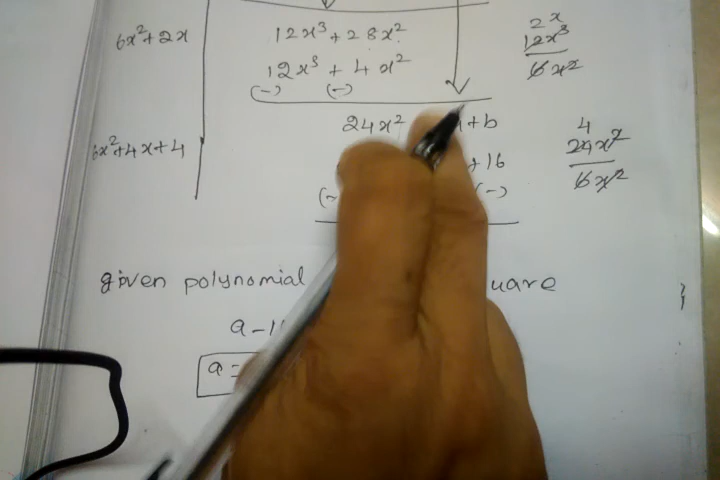 6x²+2x 12x³+28x² 2x
12x³ + 4x² 12x³
(-) (-) 6x²
24x² +b 4
6x²+4x+4 +16 24x²
(-) 6x²
given polynomial uare
a-11
a=